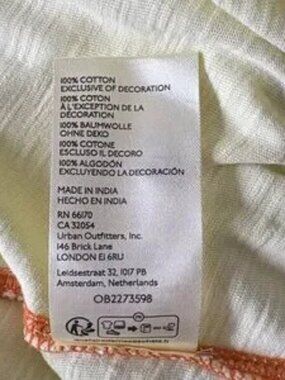 100% COTTON
EXCLUSIVE OF DECORATION
100% COTON
A L'EXCEPTION DE LA
DÉCORATION
100% BAUMWOLLE
OHNE DEKO
100% COTONE
ESCLUSO IL DECORO
100% ALGODÓN
EXCLUYENDO LA DECORACIÓN
MADE IN INDIA
HECHO EN INDIA
RN 66170
CA 32054
Urban Outfitters, Inc.
146 Brick Lane
LONDON E1 6RU
Leidsestraat 32, 1017 PB
Amsterdam, Netherlands
OB2273598